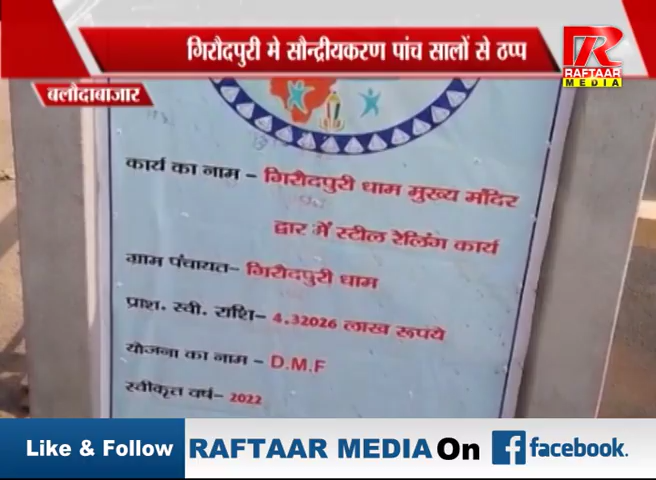 गिरौदपुरी मे सौन्द्रीयकरण पांच सालों से ठप्प
RAFTAAR
MEDIA
बलौदाबाजार
कार्य का नाम - गिरौदपुरी धाम मुख्य मंदिर
द्वार में स्टील रेलिंग कार्य
ग्राम पंचायत- गिरौदपुरी धाम
प्राश. स्वी. राशि- 4.32026 लाख रूपये
योजना का नाम - D.M.F
स्वीकृत वर्ष- 2022
Like & Follow RAFTAAR MEDIA On f facebook.